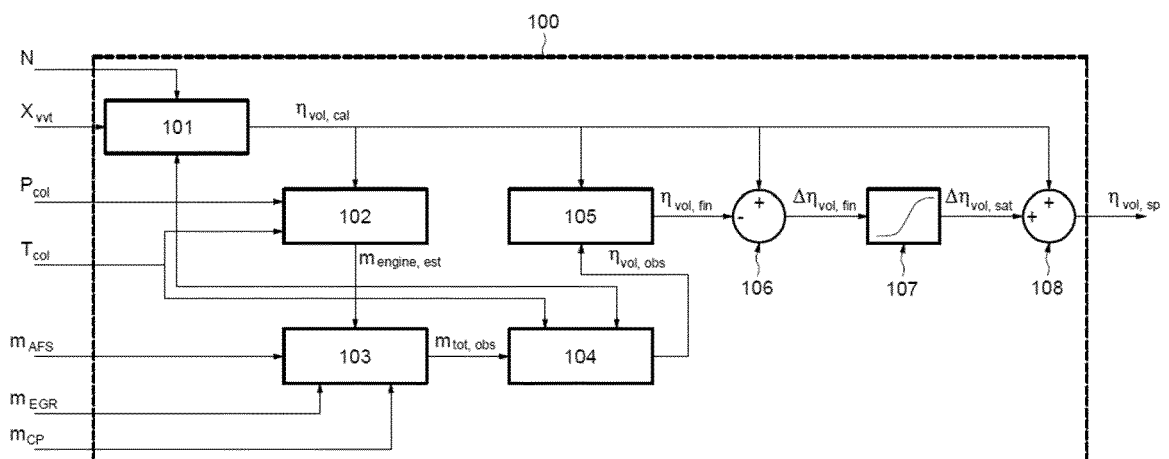 100
N
X vvt
101
η vol, cal
P col
102
105
η vol, fin
+
-
Δη vol, fin
Δη vol, sat
+
+
η vol, sp
T col
m engine, est
η vol, obs
106
107
108
m AFS
103
m tot, obs
104
m EGR
m CP